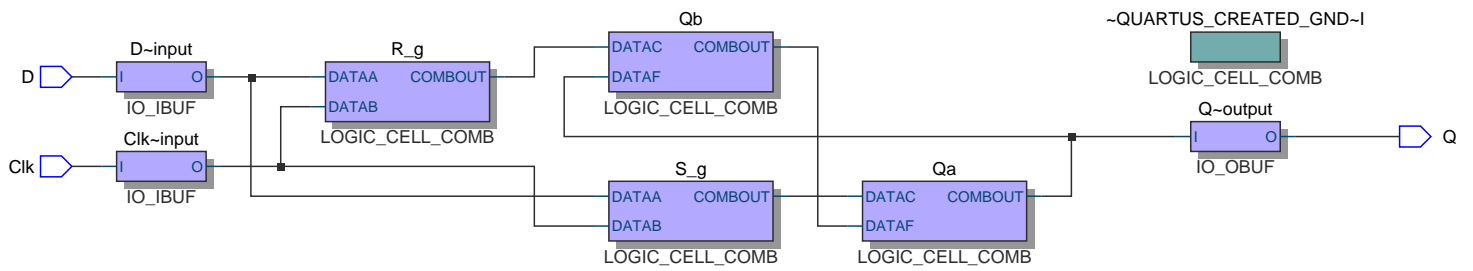 D
D~input
I O
IO_IBUF
Clk
Clk~input
I O
IO_IBUF
R_g
DATAA COMBOUT
DATAB
LOGIC_CELL_COMB
Qb
DATAC COMBOUT
DATAF
LOGIC_CELL_COMB
S_g
DATAA COMBOUT
DATAB
LOGIC_CELL_COMB
Qa
DATAC COMBOUT
DATAF
LOGIC_CELL_COMB
~QUARTUS_CREATED_GND~I
LOGIC_CELL_COMB
Q~output
I O
IO_OBUF
Q